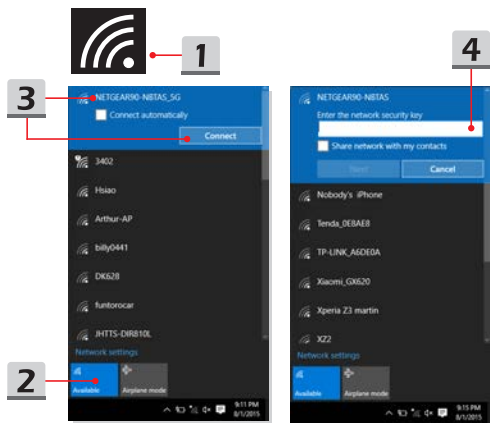 1
3
NETGEAR90-N8TAS_5G
Connect automatically
Connect
3402
Hsiao
Arthur-AP
billy0441
DK628
funtorocar
JHTTS-DIR810L
Network settings
2
Available
Airplane mode
9:11 PM
8/1/2015
4
NETGEAR90-N8TAS
Enter the network security key
Share network with my contacts
Next
Cancel
Nobody's iPhone
Tenda_0E8AE8
TP-LINK_A6DE0A
Xiaomi_GX620
Xperia Z3 martin
XZ2
Network settings
Available
Airplane mode
9:15 PM
8/1/2015